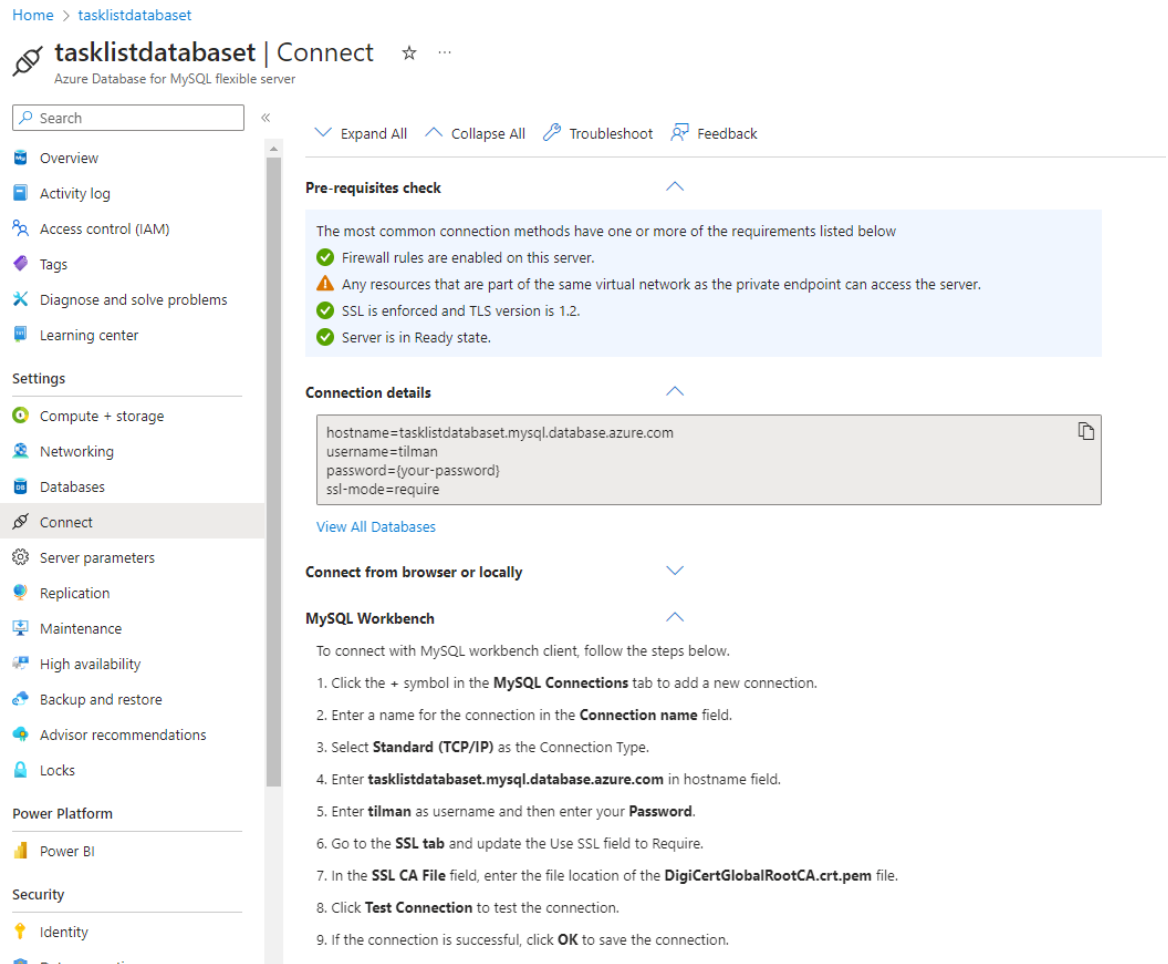 Home > tasklistdatabaset
tasklistdatabaset | Connect ☆ ···
Azure Database for MySQL flexible server
Search «
Overview
Activity log
Access control (IAM)
Tags
Diagnose and solve problems
Learning center
Settings
Compute + storage
Networking
Databases
Connect
Server parameters
Replication
Maintenance
High availability
Backup and restore
Advisor recommendations
Locks
Power Platform
Power BI
Security
Identity
Expand All Collapse All Troubleshoot Feedback
Pre-requisites check
The most common connection methods have one or more of the requirements listed below
Firewall rules are enabled on this server.
Any resources that are part of the same virtual network as the private endpoint can access the server.
SSL is enforced and TLS version is 1.2.
Server is in Ready state.
Connection details
hostname=tasklistdatabaset.mysql.database.azure.com
username=tilman
password={your-password}
ssl-mode=require
View All Databases
Connect from browser or locally
MySQL Workbench
To connect with MySQL workbench client, follow the steps below.
1. Click the + symbol in the MySQL Connections tab to add a new connection.
2. Enter a name for the connection in the Connection name field.
3. Select Standard (TCP/IP) as the Connection Type.
4. Enter tasklistdatabaset.mysql.database.azure.com in hostname field.
5. Enter tilman as username and then enter your Password.
6. Go to the SSL tab and update the Use SSL field to Require.
7. In the SSL CA File field, enter the file location of the DigiCertGlobalRootCA.crt.pem file.
8. Click Test Connection to test the connection.
9. If the connection is successful, click OK to save the connection.